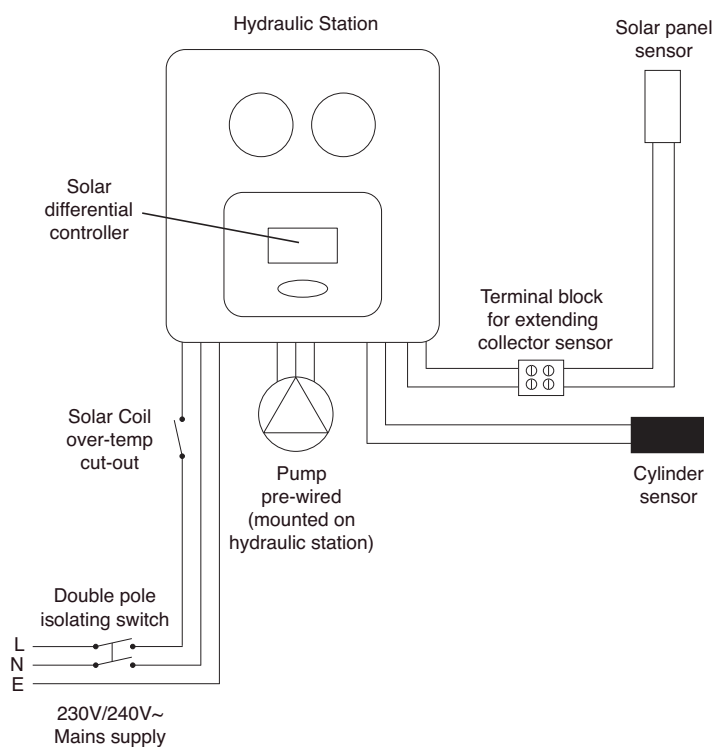 Hydraulic Station
Solar panel
sensor
Solar
differential
controller
Terminal block
for extending
collector sensor
Solar Coil
over-temp
cut-out
Pump
pre-wired
(mounted on
hydraulic station)
Cylinder
sensor
Double pole
isolating switch
L
N
E
230V/240V~
Mains supply